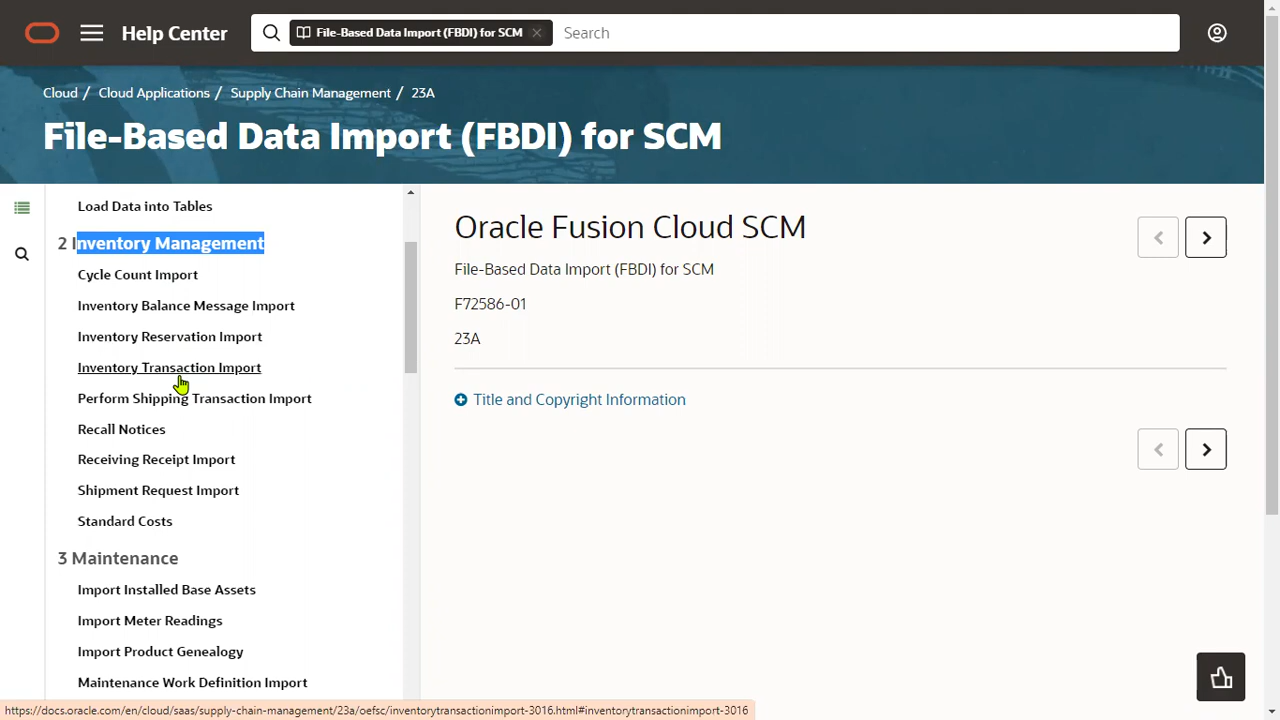 Help Center
File-Based Data Import (FBDI) for SCM
Search
Cloud / Cloud Applications / Supply Chain Management / 23A
File-Based Data Import (FBDI) for SCM
Load Data into Tables
2 Inventory Management
Cycle Count Import
Inventory Balance Message Import
Inventory Reservation Import
Inventory Transaction Import
Perform Shipping Transaction Import
Recall Notices
Receiving Receipt Import
Shipment Request Import
Standard Costs
3 Maintenance
Import Installed Base Assets
Import Meter Readings
Import Product Genealogy
Maintenance Work Definition Import
Oracle Fusion Cloud SCM
File-Based Data Import (FBDI) for SCM
F72586-01
23A
Title and Copyright Information
https://docs.oracle.com/en/cloud/saas/supply-chain-management/23a/oefsc/inventorytransactionimport-3016.html#inventorytransactionimport-3016